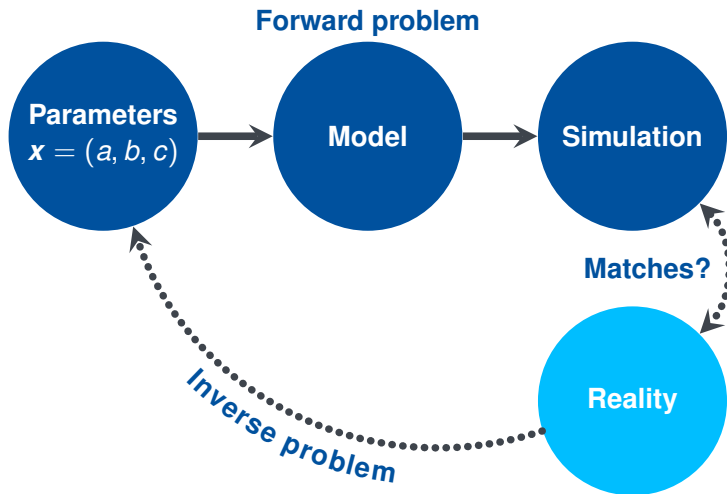 Forward problem
Parameters
x = (a, b, c)
Model
Simulation
Matches?
Reality
Inverse problem